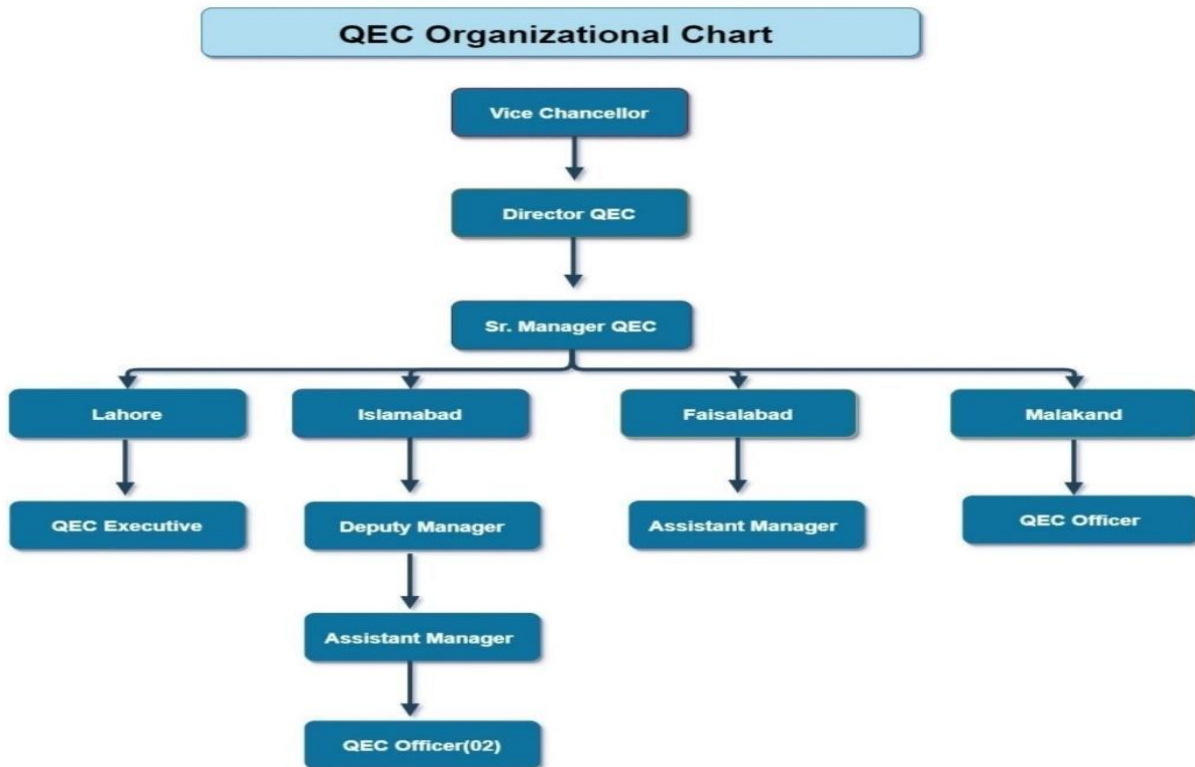 QEC Organizational Chart
Vice Chancellor
Director QEC
Sr. Manager QEC
Lahore
Islamabad
Faisalabad
Malakand
QEC Executive
Deputy Manager
Assistant Manager
QEC Officer
Assistant Manager
QEC Officer(02)